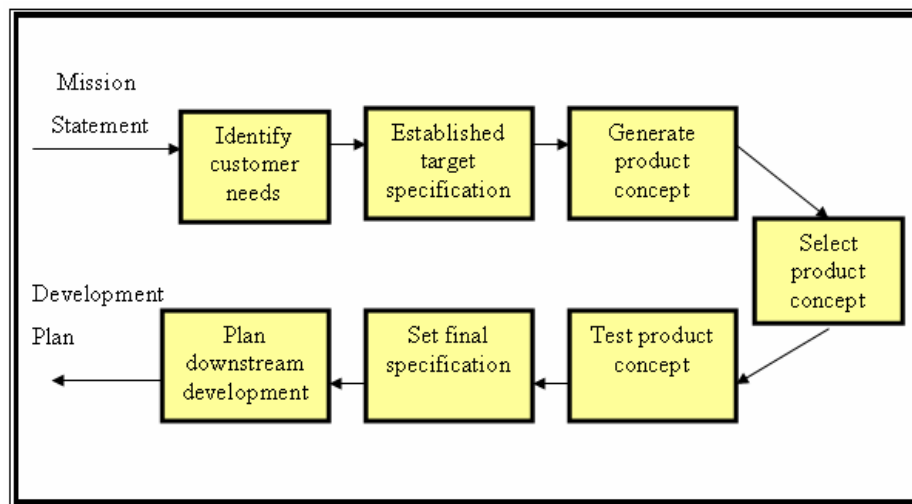 Mission
Statement
Identify
customer
needs
Established
target
specification
Generate
product
concept
Select
product
concept
Test product
concept
Set final
specification
Plan
downstream
development
Development
Plan